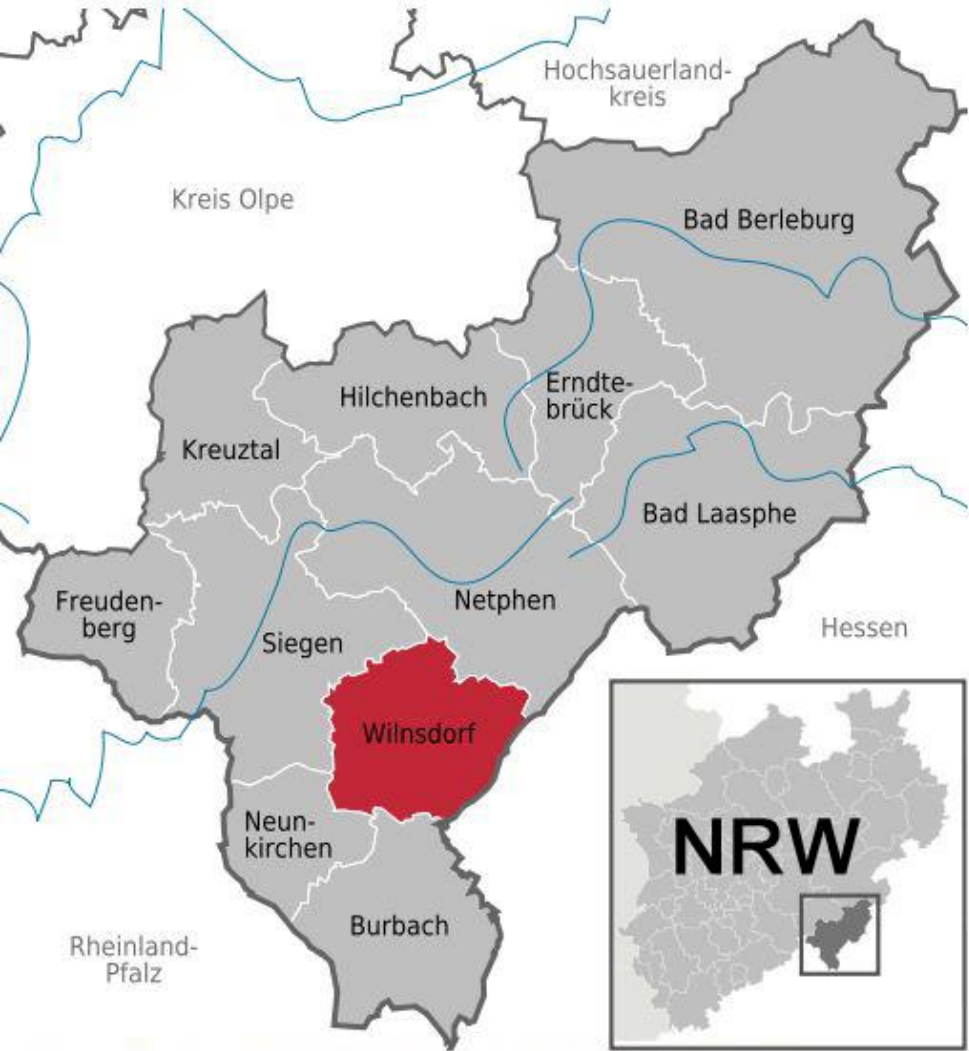 Hochsauerland-
kreis
Kreis Olpe
Bad Berleburg
Erndte-
brück
Hilchenbach
Kreuztal
Bad Laasphe
Freuden-
berg
Netphen
Siegen
Hessen
Wilnsdorf
Neun-
kirchen
NRW
Burbach
Rheinland-
Pfalz